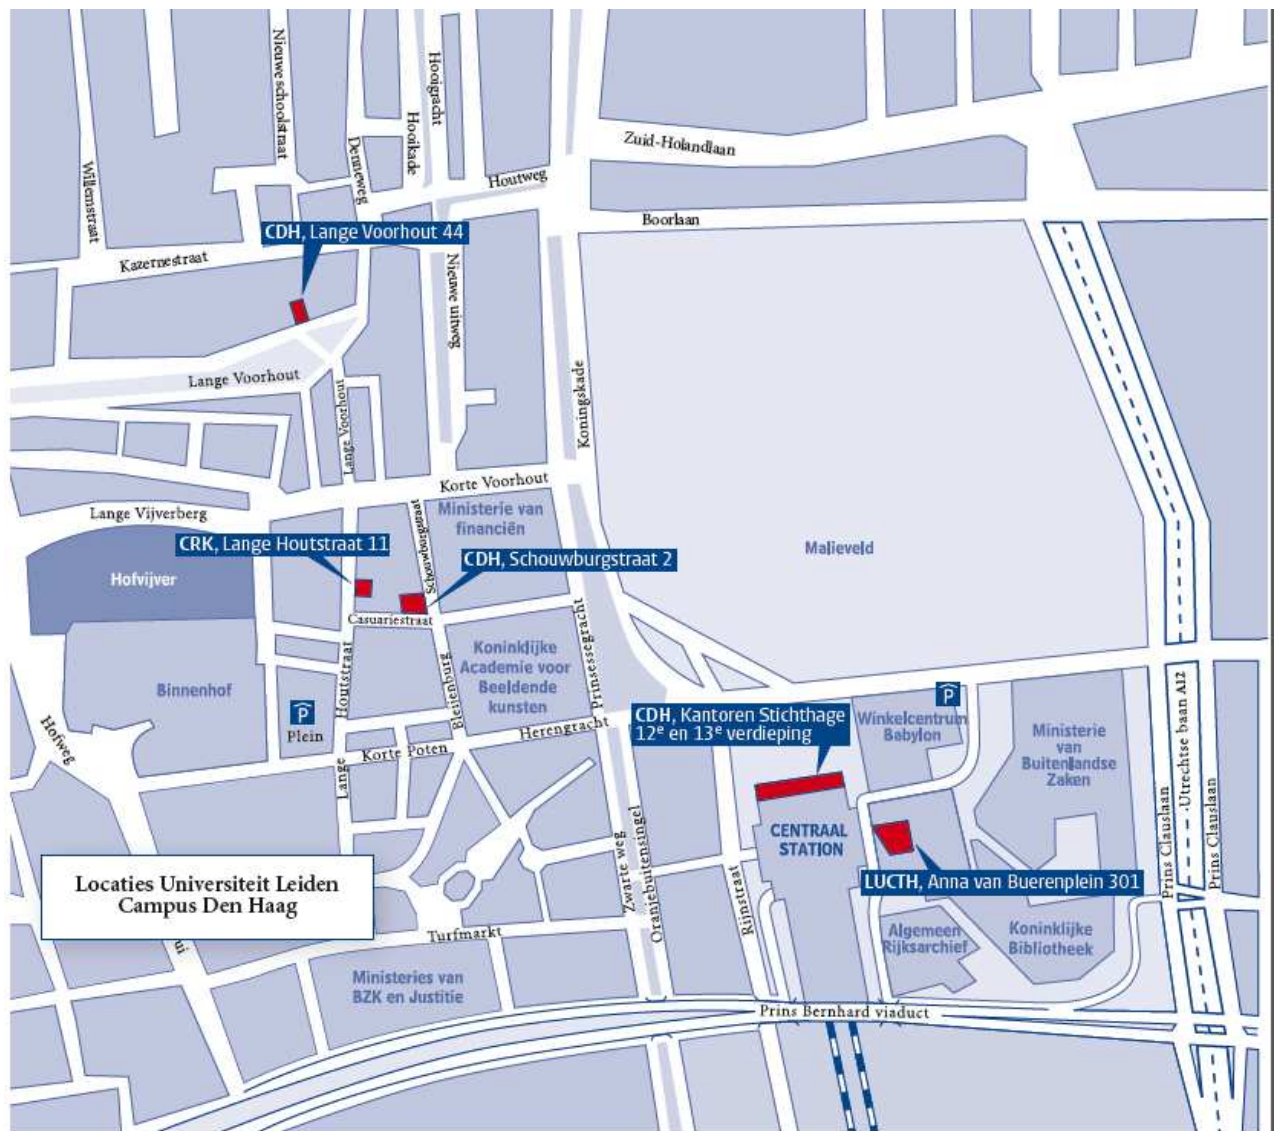 Nieuwe schoolstraat
Hooigracht
Hooikade
Denneweg
Willemstraat
Zuid-Holandlaan
Houtweg
Boorlaan
CDH, Lange Voorhout 44
Kazernestraat
Nieuwe uitweg
Lange Voorhout
Lange Voorhout
Koningskade
Korte Voorhout
Lange Vijverberg
Schouwburgstraat
Ministerie van
financiën
CRK, Lange Houtstraat 11
CDH, Schouwburgstraat 2
Malieveld
Hofvijver
Casuariestraat
Prinsessegracht
Koninklijke
Academie voor
Beeldende
kunsten
Binnenhof
Lange Houtstraat
Bleijenburg
P
Plein
P
Hofweg
Korte Poten
Herengracht
CDH, Kantoren Stichthage
12e en 13e verdieping
Winkelcentrum
Babylon
Ministerie
van
Buitenlandse
Zaken
Utrechtse baan A12
Prins Clauslaan
Prins Clauslaan
CENTRAAL
STATION
Zwarte weg
Oranjebuitensingel
Rijnstraat
LUCTH, Anna van Buerenplein 301
Locaties Universiteit Leiden
Campus Den Haag
ui
Turfmarkt
Algemeen
Rijksarchief
Koninklijke
Bibliotheek
Ministeries van
BZK en Justitie
Prins Bernhard viaduct